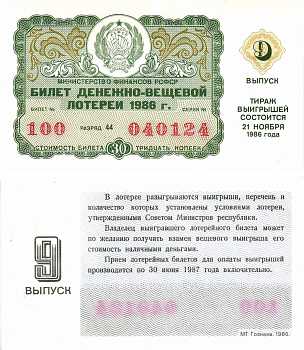 МИНИСТЕРСТВО ФИНАНСОВ РСФСР
БИЛЕТ ДЕНЕЖНО-ВЕЩЕВОЙ
ЛОТЕРЕИ 1986 г.
БИЛЕТ № СЕРИЯ №
100 РАЗРЯД 44 040124
СТОИМОСТЬ БИЛЕТА 30 ТРИДЦАТЬ КОПЕЕК
9
ВЫПУСК
ТИРАЖ
ВЫИГРЫШЕЙ
СОСТОИТСЯ
21 НОЯБРЯ
1986 года
9
ВЫПУСК
В лотерее разыгрываются выигрыши, перечень и
количество которых установлены условиями лотереи,
утвержденными Советом Министров республики.
Владелец выигравшего лотерейного билета может
по желанию получить взамен вещевого выигрыша его
стоимость наличными деньгами.
Прием лотерейных билетов для оплаты выигрышей
производится по 30 июня 1987 года включительно.
040124 100
МТ Гознака. 1986.